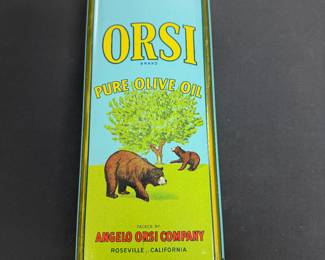 ORSI
BRAND
PURE OLIVE OIL
PACKED BY
ANGELO ORSI COMPANY
ROSEVILLE, CALIFORNIA